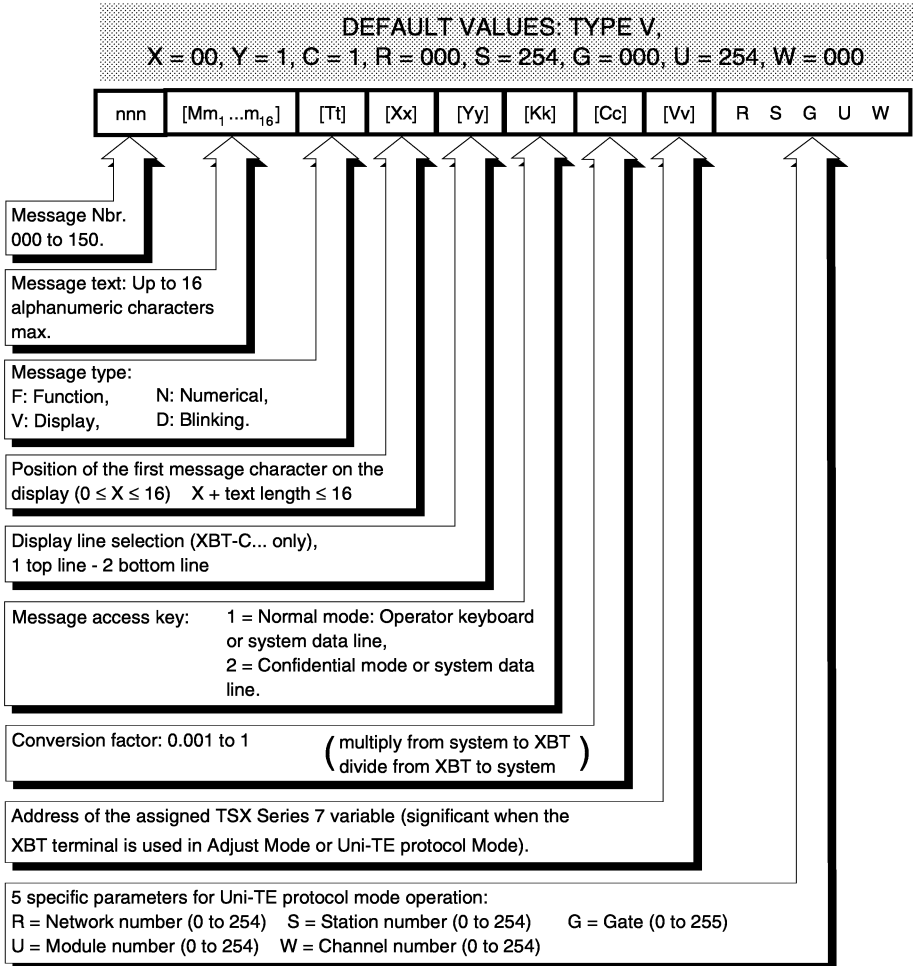 DEFAULT VALUES: TYPE V,
X = 00, Y = 1, C = 1, R = 000, S = 254, G = 000, U = 254, W = 000
nnn [Mm1 ...m16] [Tt] [Xx] [Yy] [Kk] [Cc] [Vv] R S G U W
Message Nbr.
000 to 150.
Message text: Up to 16
alphanumeric characters
max.
Message type:
F: Function, N: Numerical,
V: Display, D: Blinking.
Position of the first message character on the
display (0 ≤ X ≤ 16) X + text length ≤ 16
Display line selection (XBT-C... only),
1 top line - 2 bottom line
Message access key: 1 = Normal mode: Operator keyboard
or system data line,
2 = Confidential mode or system data
line.
Conversion factor: 0.001 to 1 (multiply from system to XBT
divide from XBT to system)
Address of the assigned TSX Series 7 variable (significant when the
XBT terminal is used in Adjust Mode or Uni-TE protocol Mode).
5 specific parameters for Uni-TE protocol mode operation:
R = Network number (0 to 254) S = Station number (0 to 254) G = Gate (0 to 255)
U = Module number (0 to 254) W = Channel number (0 to 254)